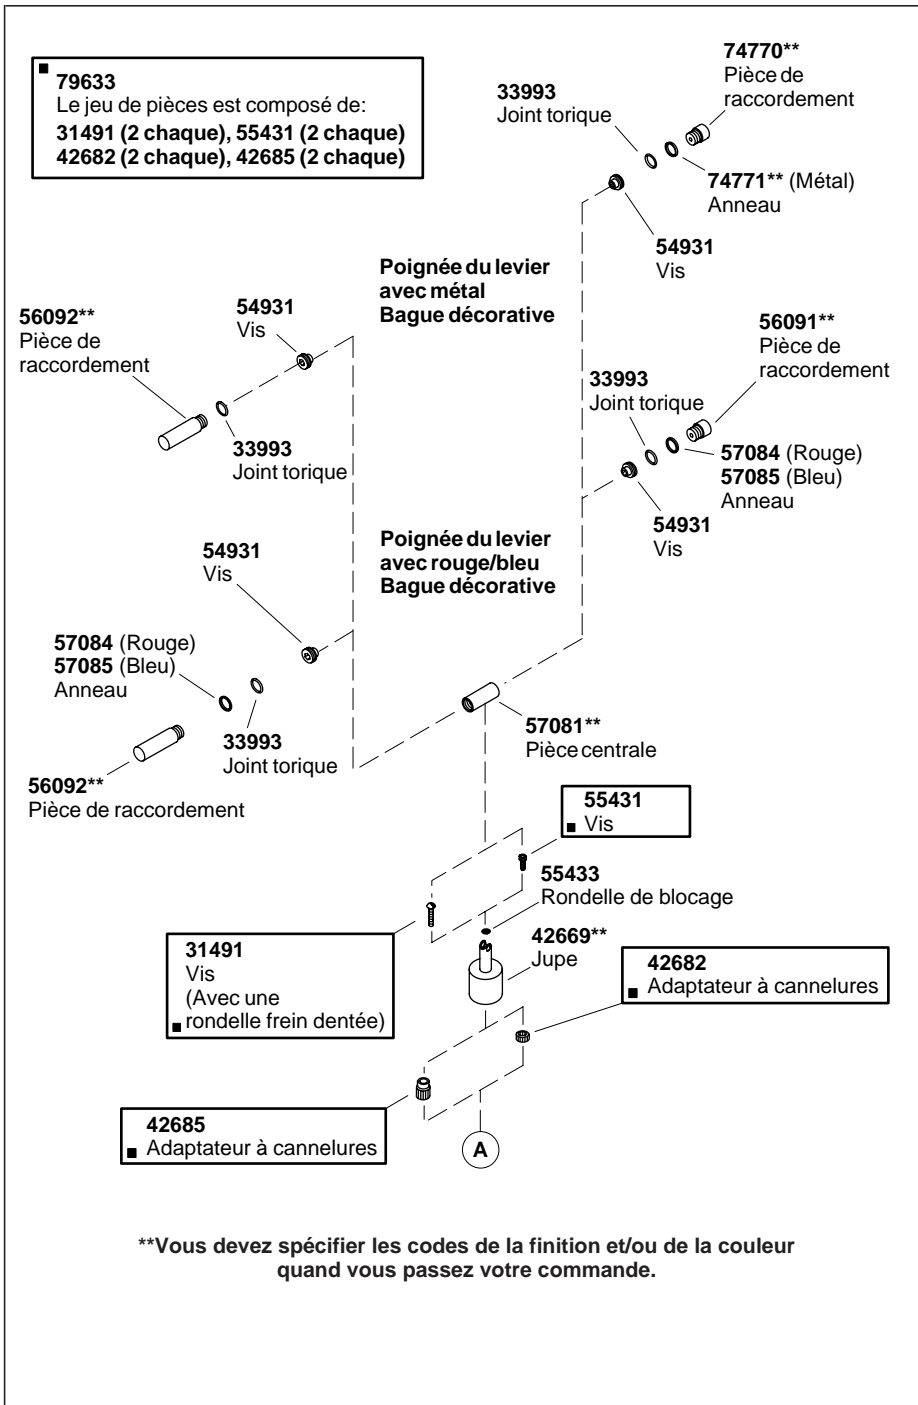 79633
Le jeu de pièces est composé de:
31491 (2 chaque), 55431 (2 chaque)
42682 (2 chaque), 42685 (2 chaque)
74770**
Pièce de
raccordement
33993
Joint torique
74771** (Métal)
Anneau
54931
Vis
Poignée du levier
avec métal
Bague décorative
54931
Vis
56092**
Pièce de
raccordement
33993
Joint torique
56091**
Pièce de
raccordement
33993
Joint torique
57084 (Rouge)
57085 (Bleu)
Anneau
54931
Vis
Poignée du levier
avec rouge/bleu
Bague décorative
54931
Vis
57084 (Rouge)
57085 (Bleu)
Anneau
33993
Joint torique
56092**
Pièce de raccordement
57081**
Pièce centrale
55431
Vis
55433
Rondelle de blocage
42669**
Jupe
31491
Vis
(Avec une
rondelle frein dentée)
42682
Adaptateur à cannelures
42685
Adaptateur à cannelures
A
**Vous devez spécifier les codes de la finition et/ou de la couleur
quand vous passez votre commande.